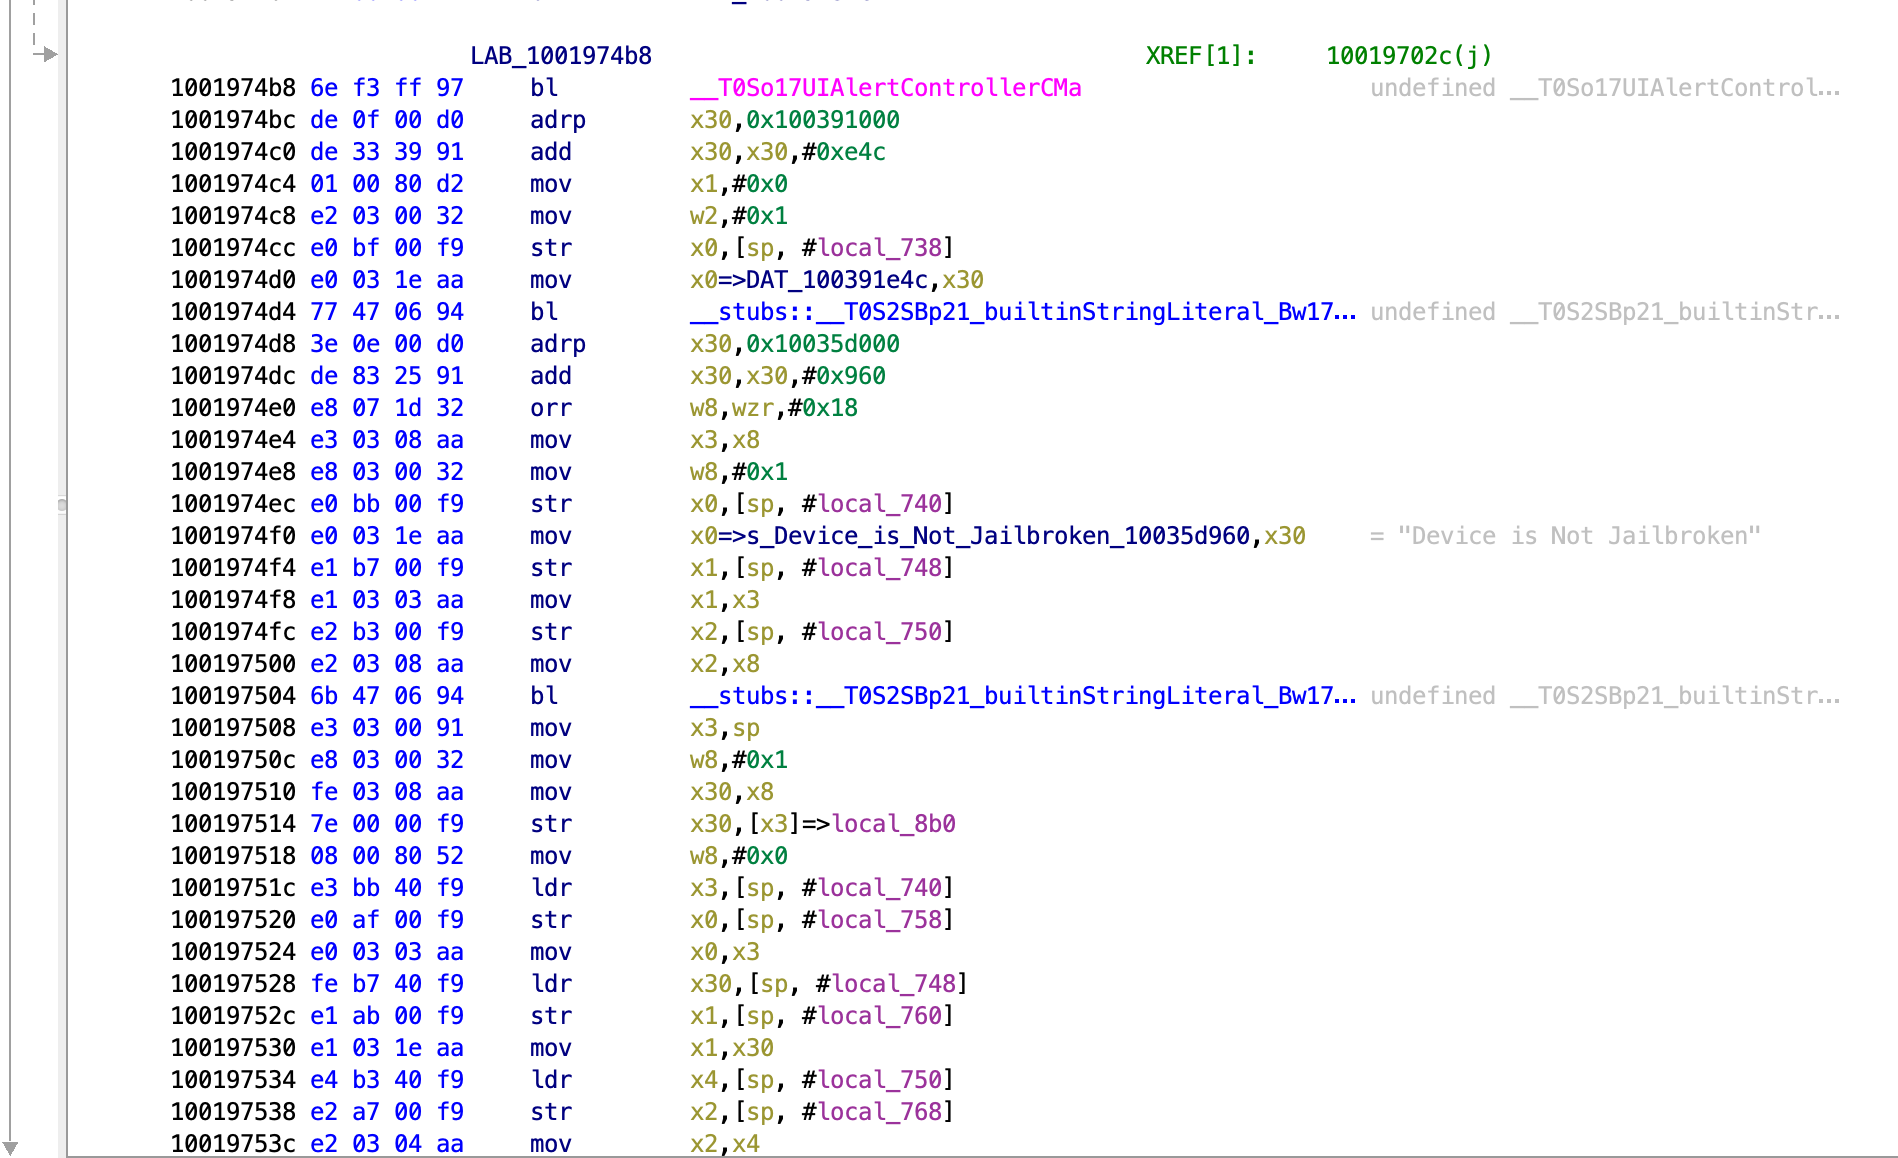 LAB_1001974b8 XREF[1]: 10019702c(j)
1001974b8 6e f3 ff 97 bl __T0So17UIAlertControllerCMa undefined __T0So17UIAlertControl...
1001974bc de 0f 00 d0 adrp x30,0x100391000
1001974c0 de 33 39 91 add x30,x30,#0xe4c
1001974c4 01 00 80 d2 mov x1,#0x0
1001974c8 e2 03 00 32 mov w2,#0x1
1001974cc e0 bf 00 f9 str x0,[sp, #local_738]
1001974d0 e0 03 1e aa mov x0=>DAT_100391e4c,x30
1001974d4 77 47 06 94 bl __stubs::__T0S2SBp21_builtinStringLiteral_Bw17... undefined __T0S2SBp21_builtinStr...
1001974d8 3e 0e 00 d0 adrp x30,0x10035d000
1001974dc de 83 25 91 add x30,x30,#0x960
1001974e0 e8 07 1d 32 orr w8,wzr,#0x18
1001974e4 e3 03 08 aa mov x3,x8
1001974e8 e8 03 00 32 mov w8,#0x1
1001974ec e0 bb 00 f9 str x0,[sp, #local_740]
1001974f0 e0 03 1e aa mov x0=>s_Device_is_Not_Jailbroken_10035d960,x30 = "Device is Not Jailbroken"
1001974f4 e1 b7 00 f9 str x1,[sp, #local_748]
1001974f8 e1 03 03 aa mov x1,x3
1001974fc e2 b3 00 f9 str x2,[sp, #local_750]
100197500 e2 03 08 aa mov x2,x8
100197504 6b 47 06 94 bl __stubs::__T0S2SBp21_builtinStringLiteral_Bw17... undefined __T0S2SBp21_builtinStr...
100197508 e3 03 00 91 mov x3,sp
10019750c e8 03 00 32 mov w8,#0x1
100197510 fe 03 08 aa mov x30,x8
100197514 7e 00 00 f9 str x30,[x3]=>local_8b0
100197518 08 00 80 52 mov w8,#0x0
10019751c e3 bb 40 f9 ldr x3,[sp, #local_740]
100197520 e0 af 00 f9 str x0,[sp, #local_758]
100197524 e0 03 03 aa mov x0,x3
100197528 fe b7 40 f9 ldr x30,[sp, #local_748]
10019752c e1 ab 00 f9 str x1,[sp, #local_760]
100197530 e1 03 1e aa mov x1,x30
100197534 e4 b3 40 f9 ldr x4,[sp, #local_750]
100197538 e2 a7 00 f9 str x2,[sp, #local_768]
10019753c e2 03 04 aa mov x2,x4